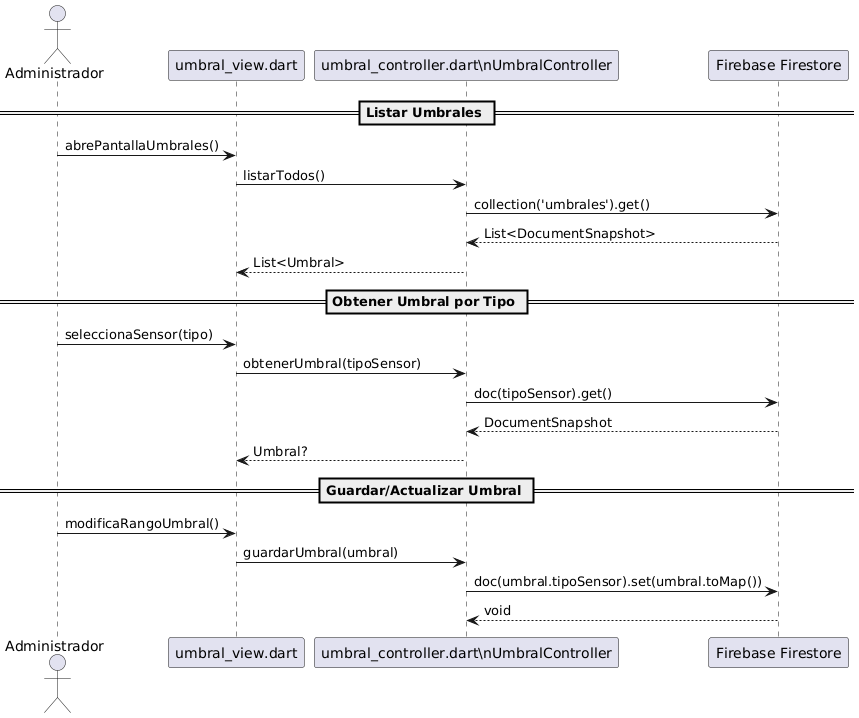 Administrador
umbral_view.dart
umbral_controller.dart\nUmbralController
Firebase Firestore
Listar Umbrales
abrePantallaUmbrales()
listarTodos()
collection('umbrales').get()
List<DocumentSnapshot>
List<Umbral>
Obtener Umbral por Tipo
seleccionaSensor(tipo)
obtenerUmbral(tipoSensor)
doc(tipoSensor).get()
DocumentSnapshot
Umbral?
Guardar/Actualizar Umbral
modificaRangoUmbral()
guardarUmbral(umbral)
doc(umbral.tipoSensor).set(umbral.toMap())
void
Administrador
umbral_view.dart
umbral_controller.dart\nUmbralController
Firebase Firestore